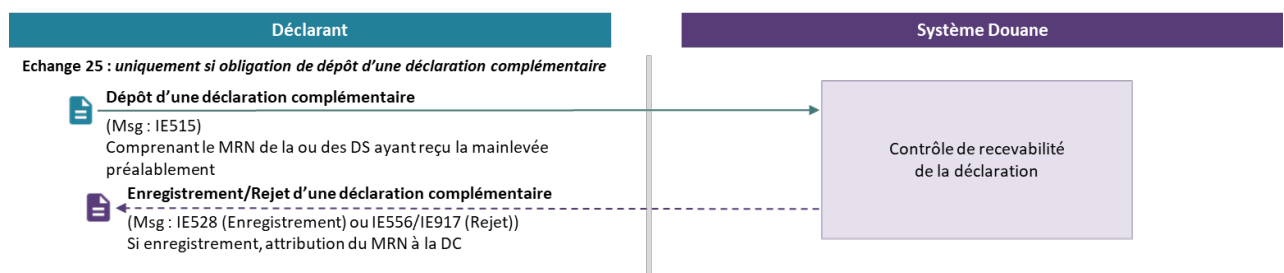 Déclarant
Système Douane
Echange 25 : uniquement si obligation de dépôt d’une déclaration complémentaire
Dépôt d’une déclaration complémentaire
(Msg : IE515)
Comprenant le MRN de la ou des DS ayant reçu la mainlevée
préalablement
Contrôle de recevabilité
de la déclaration
Enregistrement/Rejet d’une déclaration complémentaire
(Msg : IE528 (Enregistrement) ou IE556/IE917 (Rejet))
Si enregistrement, attribution du MRN à la DC